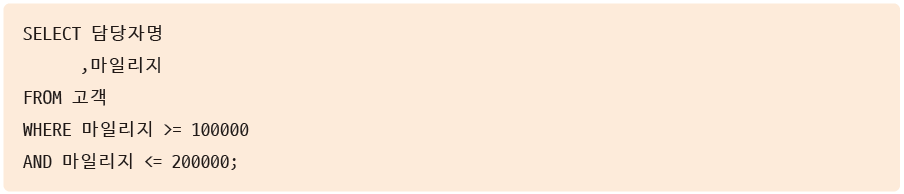 SELECT 담당자명
,마일리지
FROM 고객
WHERE 마일리지 >= 100000
AND 마일리지 <= 200000;